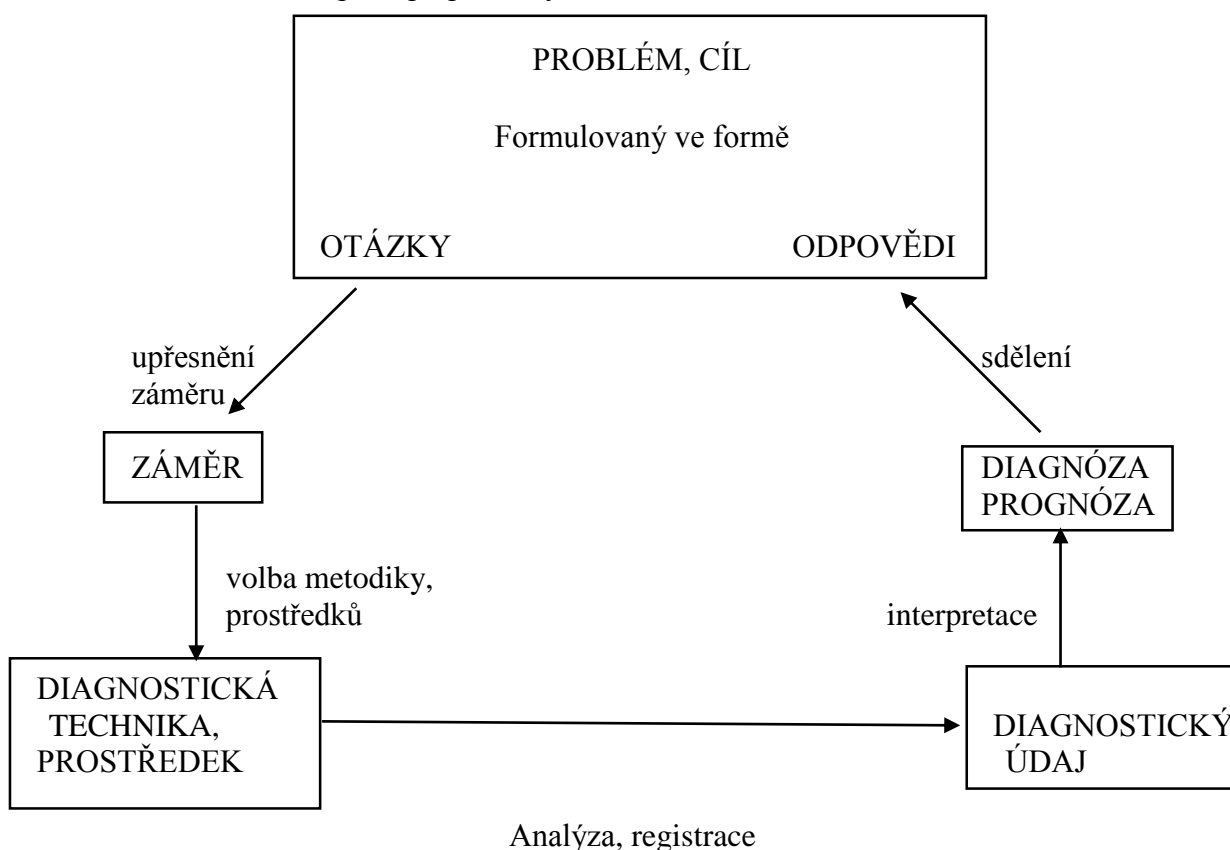 PROBLÉM, CÍL
Formulovaný ve formě
OTÁZKY ODPOVĚDI
upřesnění
záměru
sdělení
ZÁMĚR
DIAGNÓZA
PROGNÓZA
volba metodiky,
prostředků
interpretace
DIAGNOSTICKÁ
TECHNIKA,
PROSTŘEDEK
DIAGNOSTICKÝ
ÚDAJ
Analýza, registrace